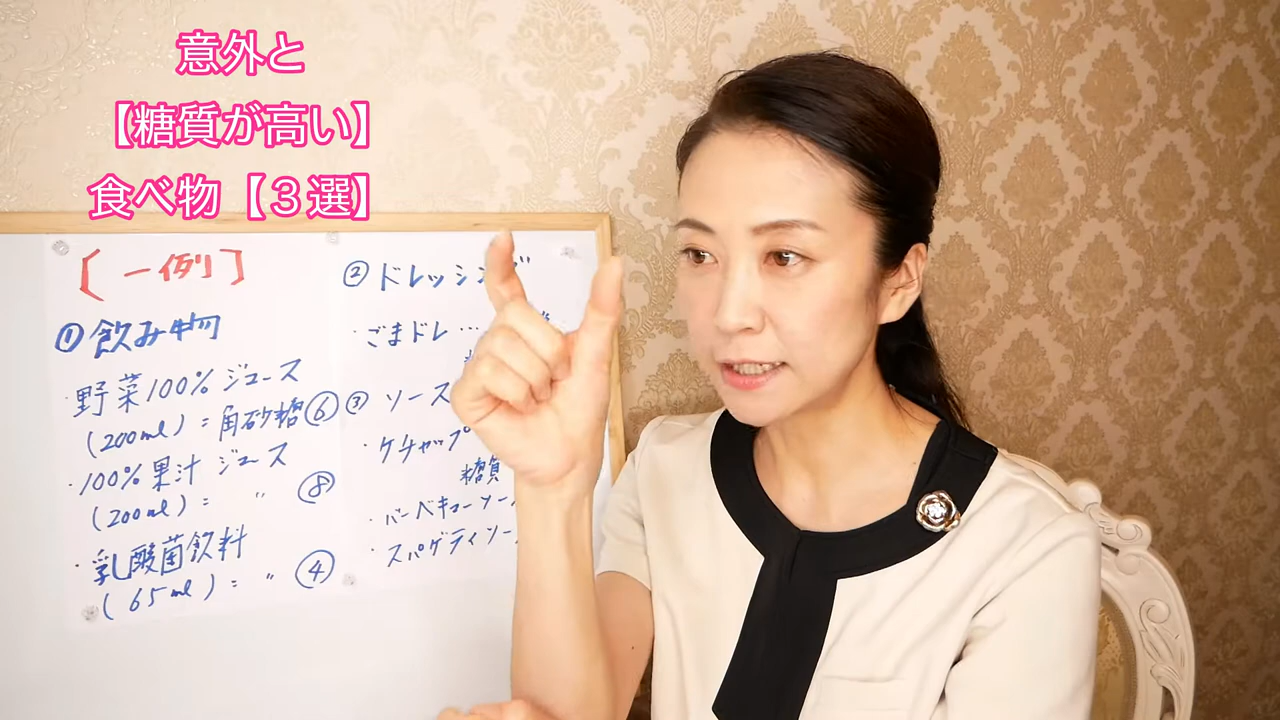 意外と
【糖質が高い】
食べ物【３選】
〔一例〕
① 飲み物
・野菜100％ジュース
(200ml) = 角砂糖⑥
・100％果汁 ジュース
(200ml) = 〃 ⑧
・乳酸菌飲料
(65ml) = 〃 ④
② ドレッシング
・ごまドレ…
③ ソース
・ケチャップ
糖質
・バーベキューソー
・スパゲティソー